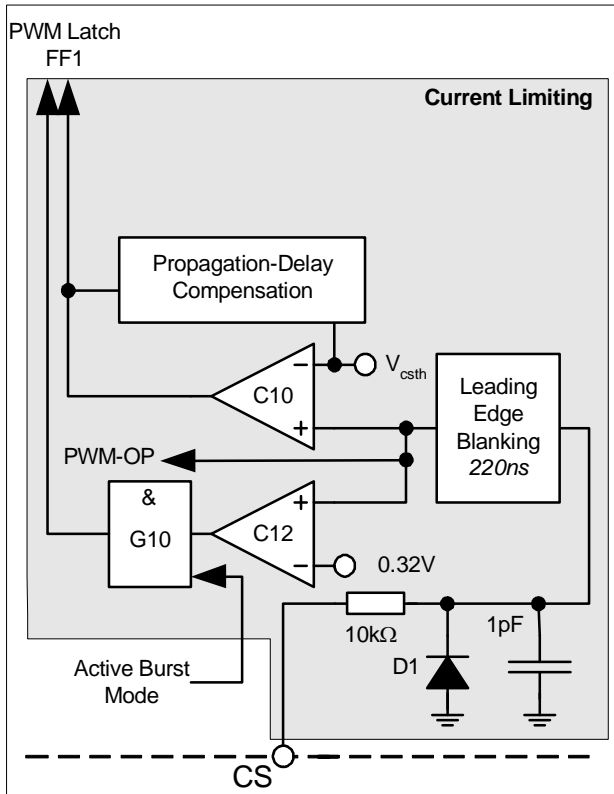 PWM Latch
FF1
Current Limiting
Propagation-Delay
Compensation
−
Vcsth
C10
+
Leading
Edge
Blanking
220ns
PWM-OP
&
G10
+
C12
−
0.32V
10kΩ
1pF
D1
Active Burst
Mode
CS